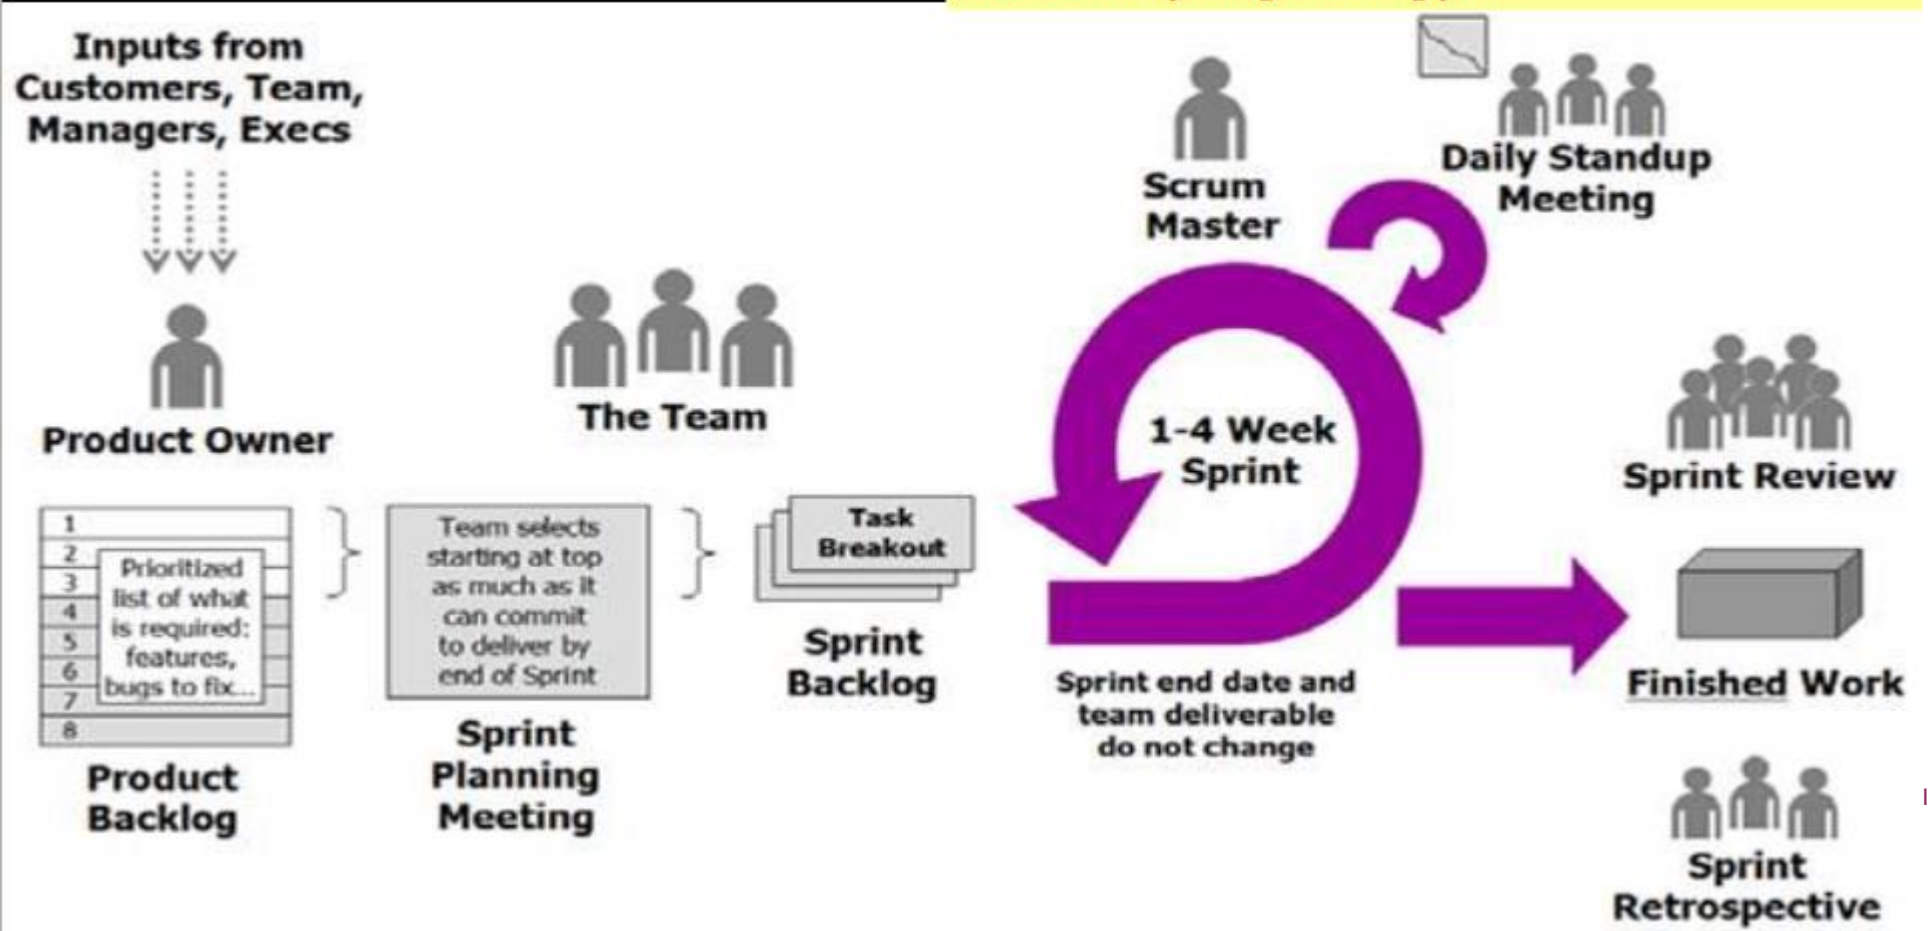 Inputs from
Customers, Team,
Managers, Execs
Product Owner
1
2
3
4
5
6
7
8
Prioritized
list of what
is required:
features,
bugs to fix...
Product
Backlog
The Team
Team selects
starting at top
as much as it
can commit
to deliver by
end of Sprint
Sprint
Planning
Meeting
Task
Breakout
Sprint
Backlog
Scrum
Master
Daily Standup
Meeting
1-4 Week
Sprint
Sprint end date and
team deliverable
do not change
Sprint Review
Finished Work
Sprint
Retrospective